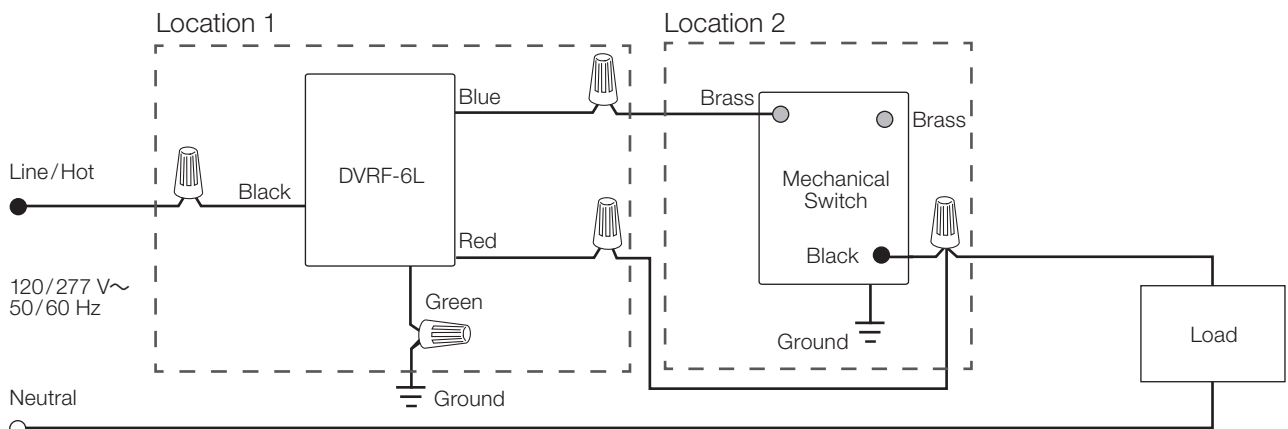 Location 1
Location 2
Blue
Brass
Brass
Line/Hot
DVRF-6L
Black
Mechanical
Switch
Red
Black
120/277 V~
50/60 Hz
Green
Ground
Load
Neutral
Ground